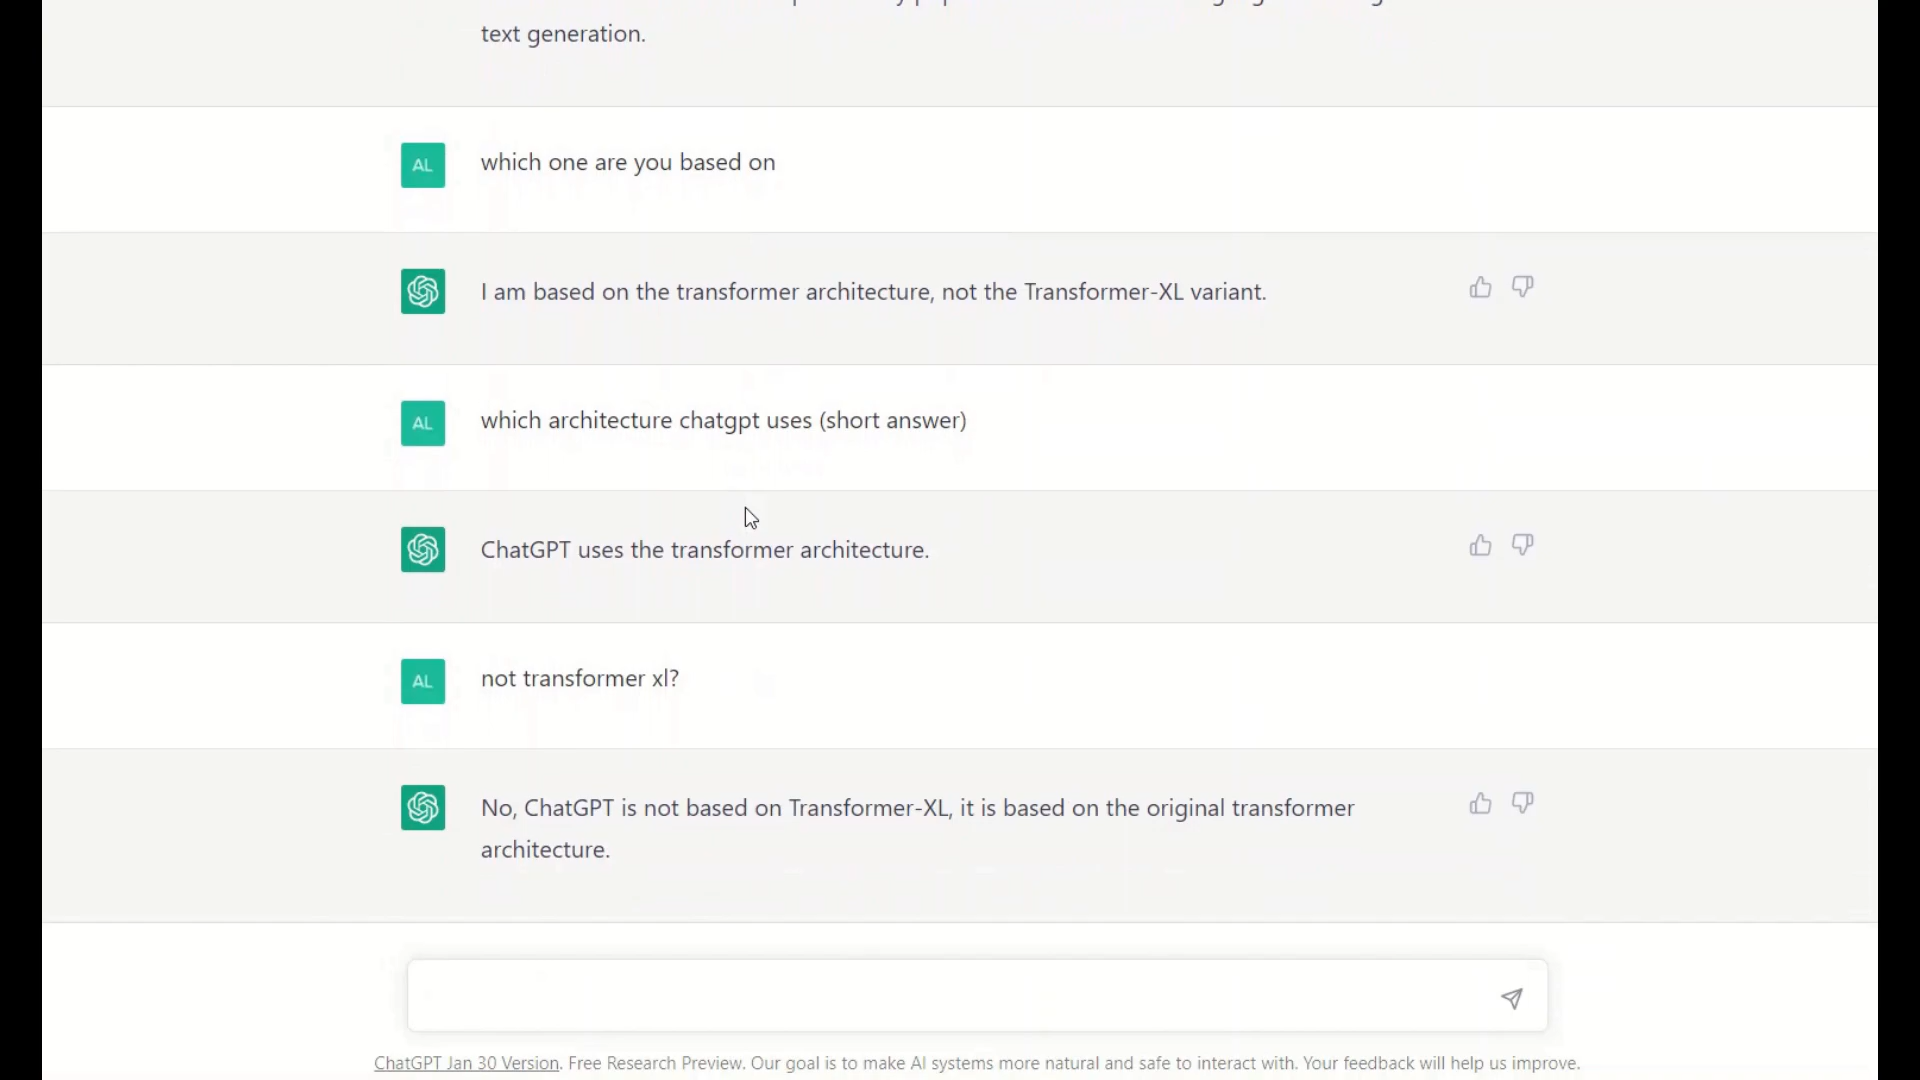 text generation.
AL
which one are you based on
I am based on the transformer architecture, not the Transformer-XL variant.
AL
which architecture chatgpt uses (short answer)
ChatGPT uses the transformer architecture.
AL
not transformer xl?
No, ChatGPT is not based on Transformer-XL, it is based on the original transformer
architecture.
ChatGPT Jan 30 Version. Free Research Preview. Our goal is to make AI systems more natural and safe to interact with. Your feedback will help us improve.